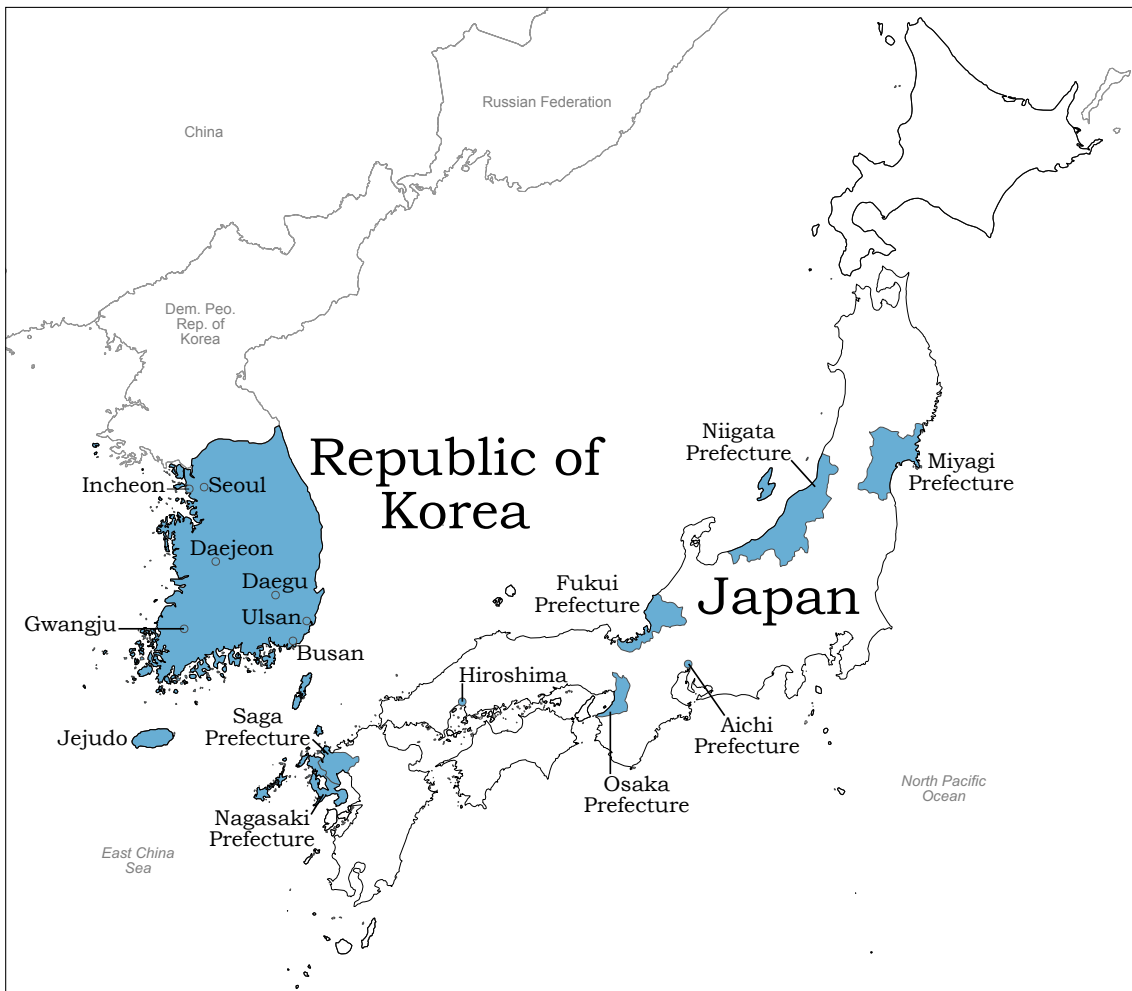 Russian Federation
China
Dem. Peo.
Rep. of
Korea
Republic of
Korea
Niigata
Prefecture
Miyagi
Prefecture
Incheon
Seoul
Daejeon
Daegu
Ulsan
Gwangju
Busan
Fukui
Prefecture
Japan
Hiroshima
Saga
Prefecture
Jejudo
Aichi
Prefecture
Osaka
Prefecture
Nagasaki
Prefecture
North Pacific
Ocean
East China
Sea